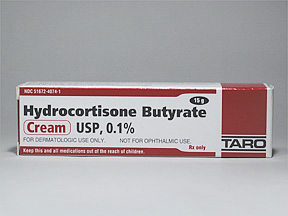 NDC 51672-4074-1
15 g
Hydrocortisone Butyrate
Cream USP, 0.1%
FOR DERMATOLOGIC USE ONLY. NOT FOR OPHTHALMIC USE.
Keep this and all medications out of the reach of children.
Rx only
TARO